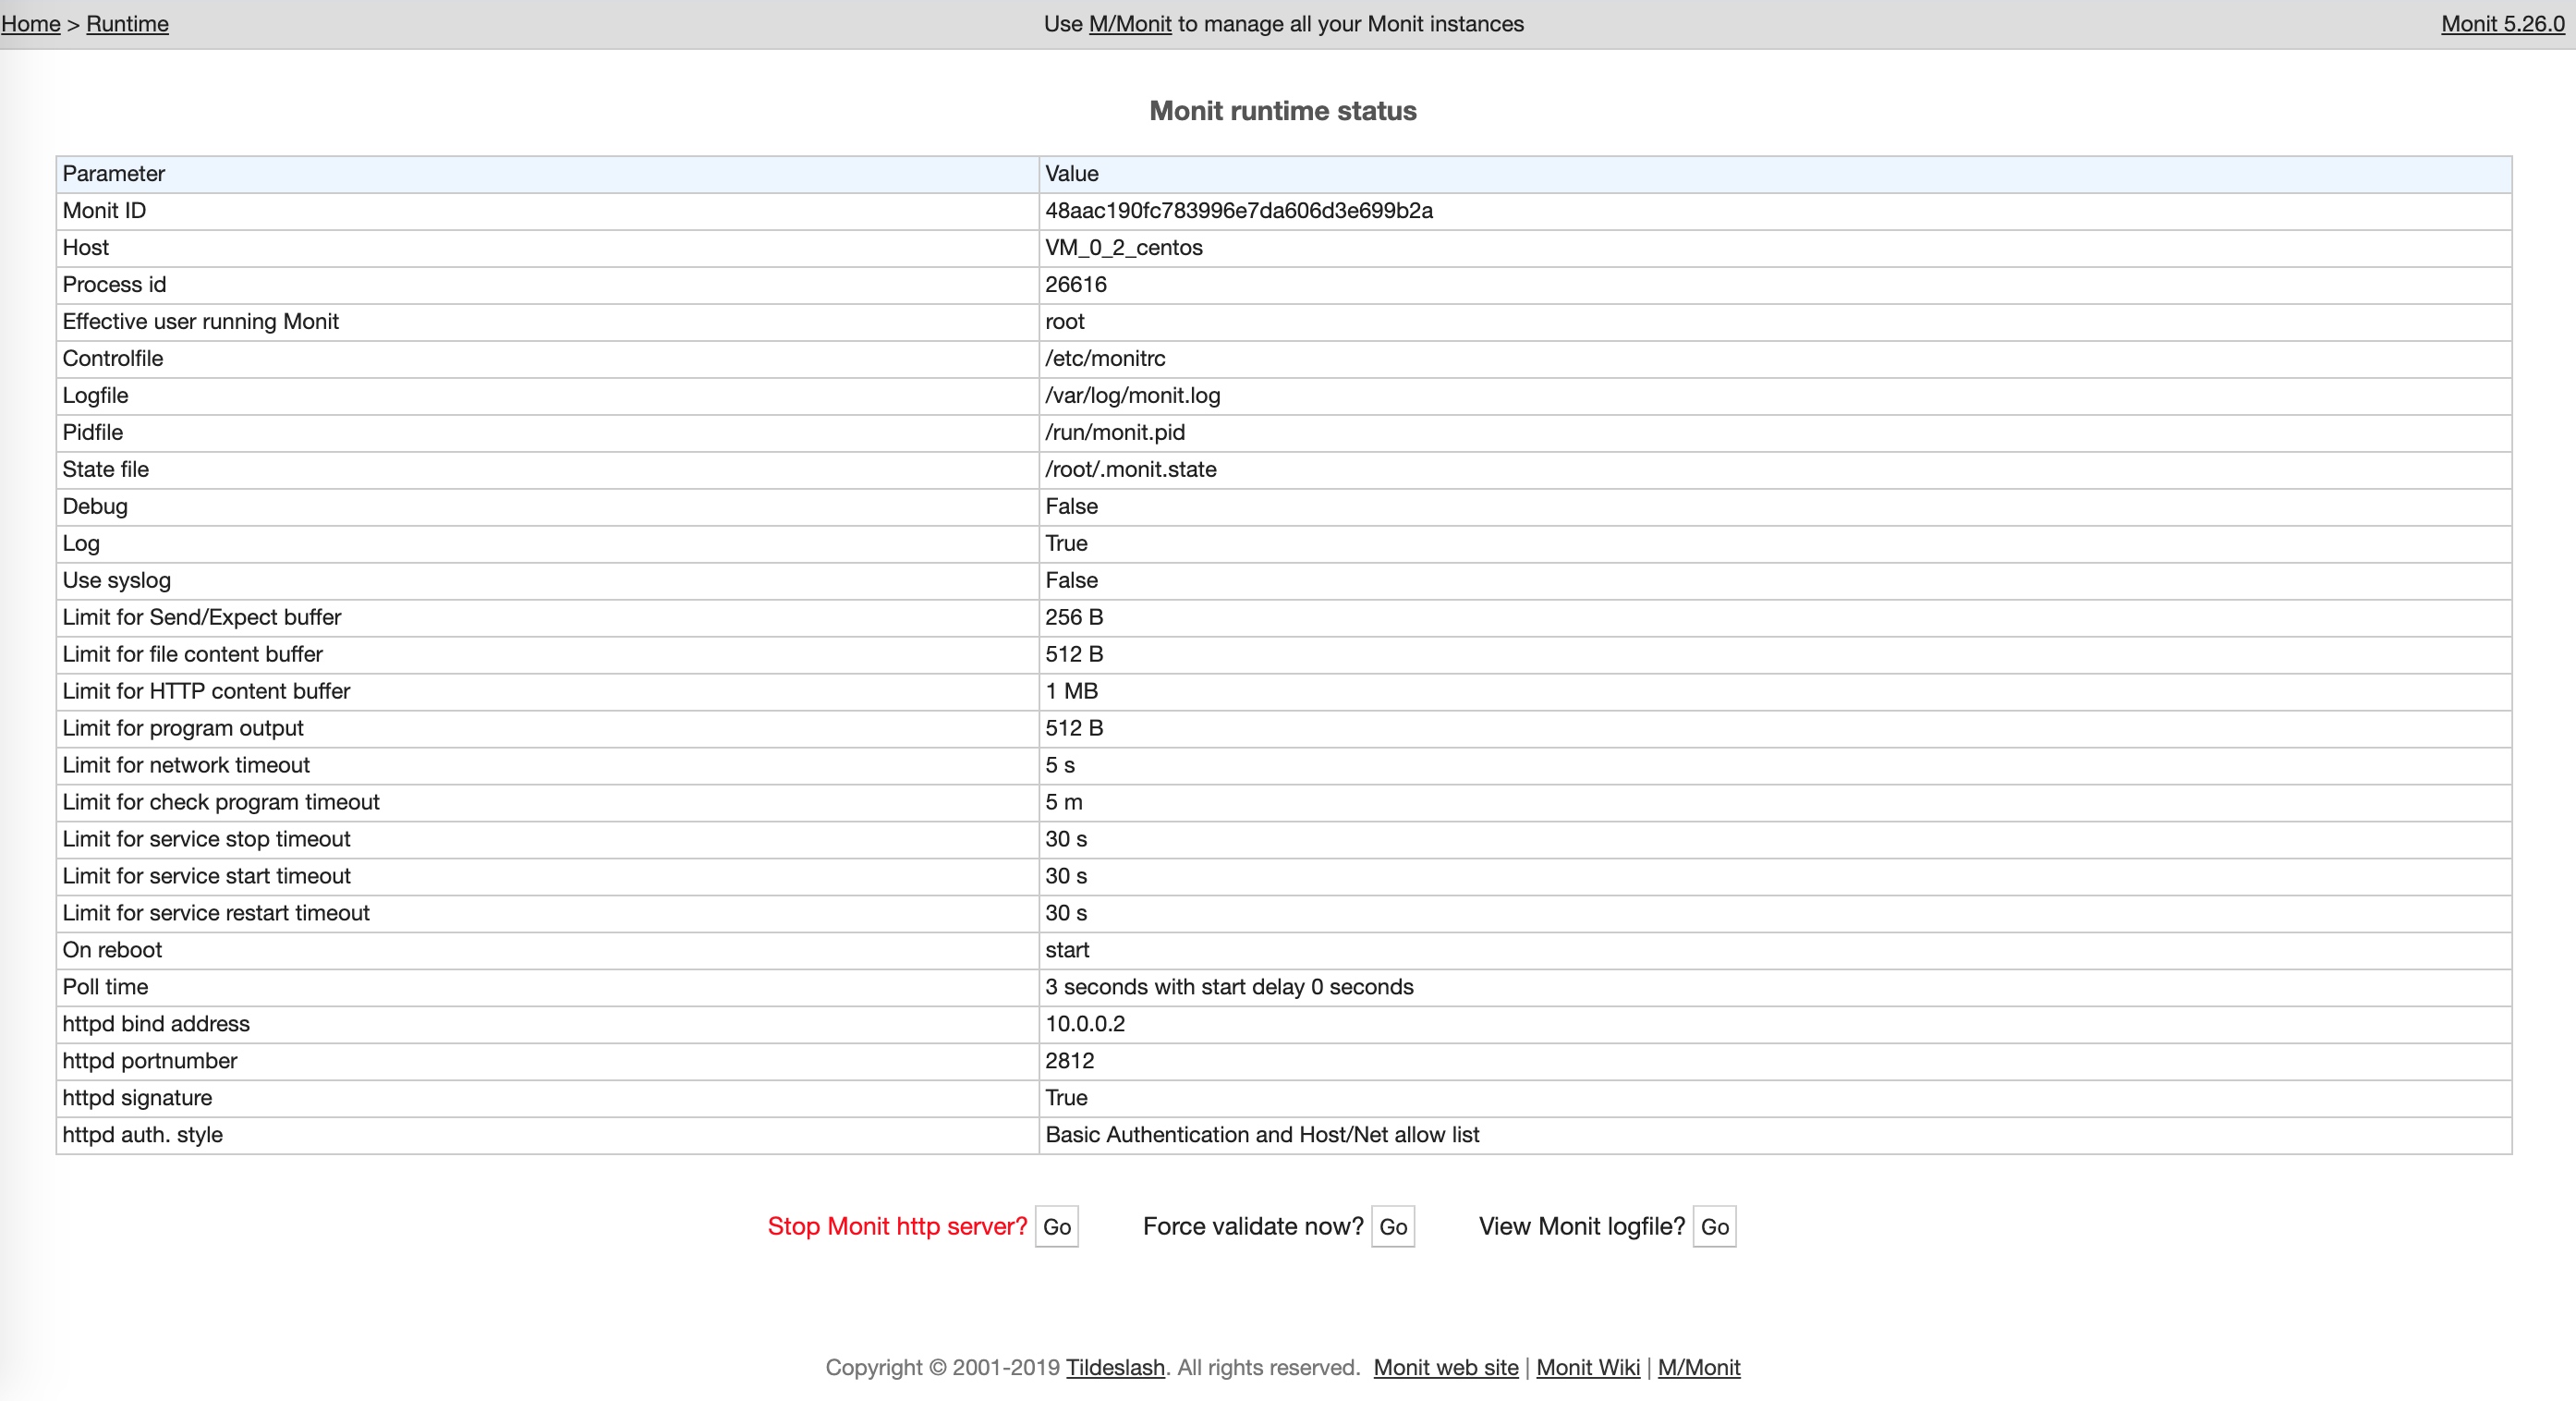 Home > Runtime Use M/Monit to manage all your Monit instances Monit 5.26.0
Monit runtime status
Parameter Value
Monit ID 48aac190fc783996e7da606d3e699b2a
Host VM_0_2_centos
Process id 26616
Effective user running Monit root
Controlfile /etc/monitrc
Logfile /var/log/monit.log
Pidfile /run/monit.pid
State file /root/.monit.state
Debug False
Log True
Use syslog False
Limit for Send/Expect buffer 256 B
Limit for file content buffer 512 B
Limit for HTTP content buffer 1 MB
Limit for program output 512 B
Limit for network timeout 5 s
Limit for check program timeout 5 m
Limit for service stop timeout 30 s
Limit for service start timeout 30 s
Limit for service restart timeout 30 s
On reboot start
Poll time 3 seconds with start delay 0 seconds
httpd bind address 10.0.0.2
httpd portnumber 2812
httpd signature True
httpd auth. style Basic Authentication and Host/Net allow list
Stop Monit http server? Go Force validate now? Go View Monit logfile? Go
Copyright © 2001-2019 Tildeslash. All rights reserved. Monit web site | Monit Wiki | M/Monit